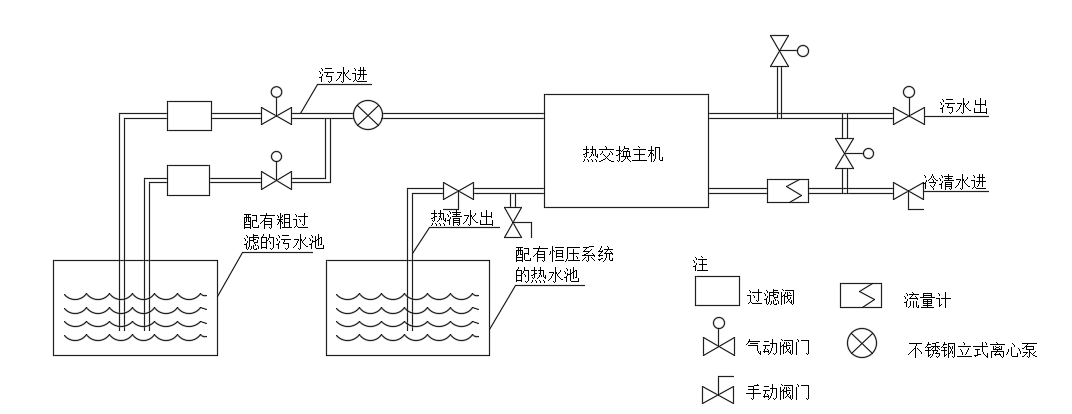 污水进
污水出
热交换主机
冷清水进
热清水出
配有粗过
滤的污水池
配有恒压系统
的热水池
注
过滤阀
流量计
气动阀门
不锈钢立式离心泵
手动阀门